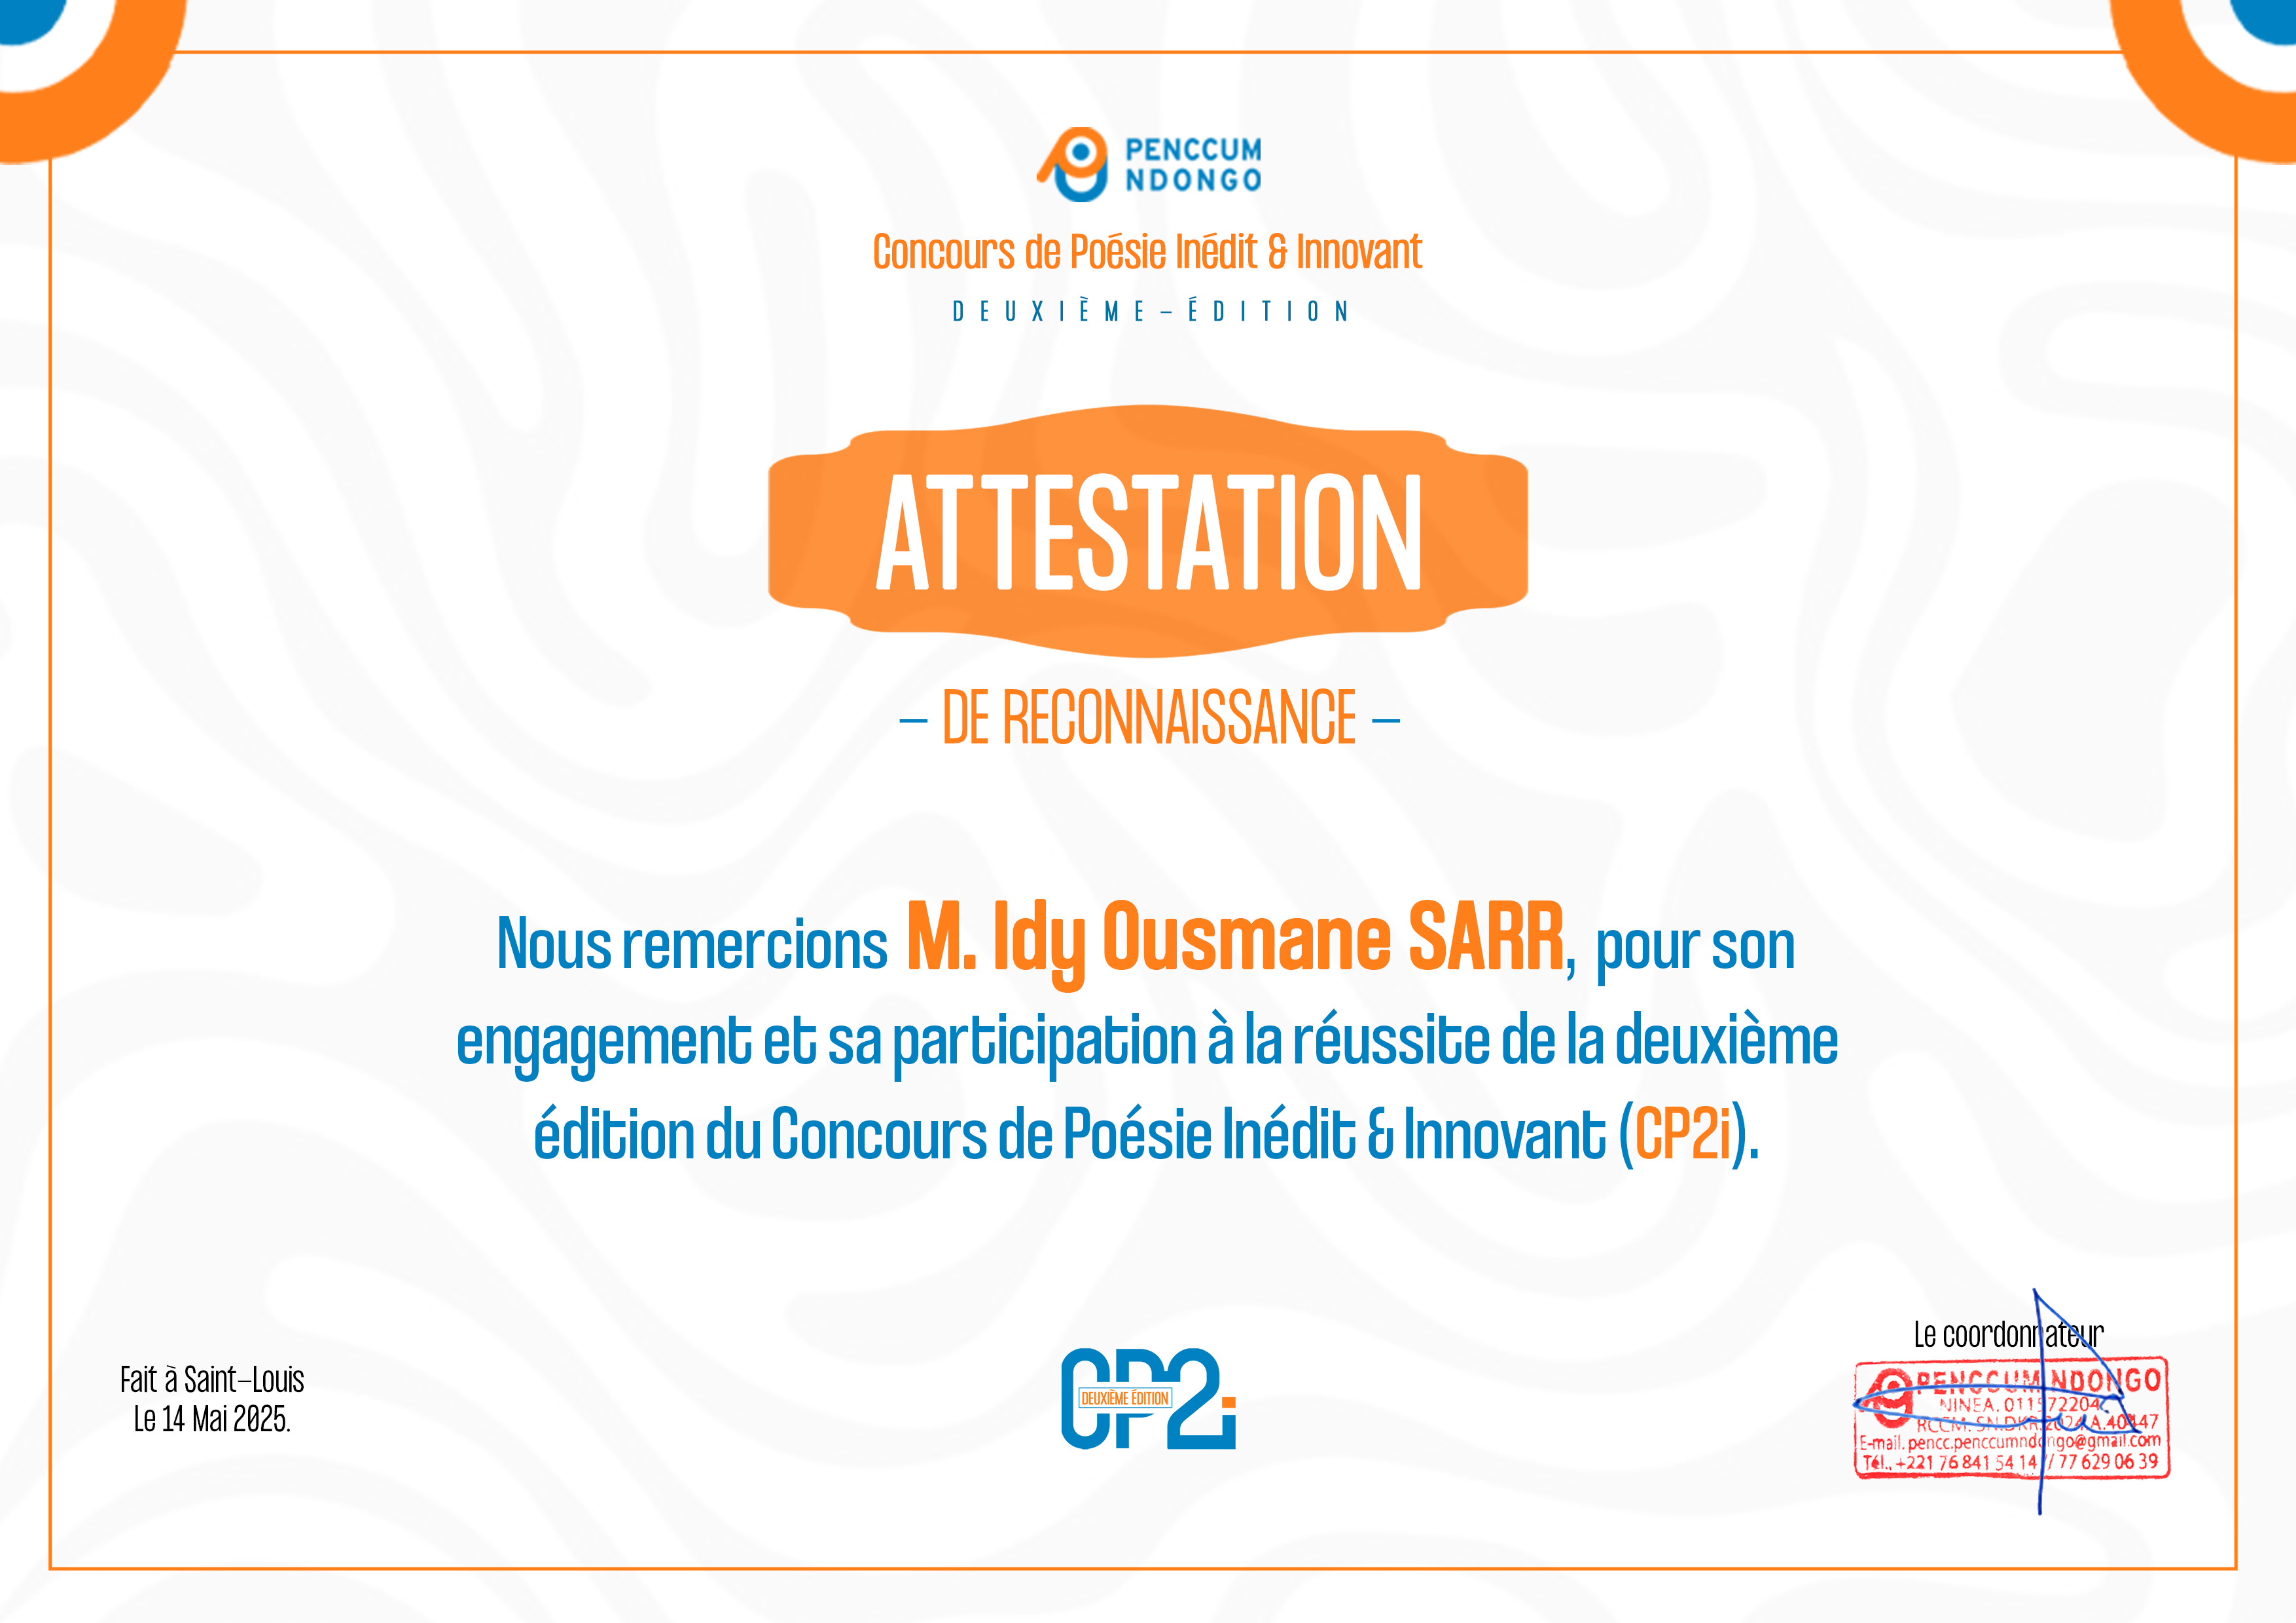 PENCCUM
NDONGO
Concours de Poésie Inédit & Innovant
DEUXIÈME-ÉDITION
ATTESTATION
– DE RECONNAISSANCE –
Nous remercions M. Idy Ousmane SARR, pour son
engagement et sa participation à la réussite de la deuxième
édition du Concours de Poésie Inédit & Innovant (CP2i).
Fait à Saint-Louis
Le 14 Mai 2025.
CP2i
DEUXIÈME ÉDITION
Le coordonnateur
PENCCUM NDONGO
NINEA.
RCCM. SN.DKR.2024.A.40447
E-mail. pencc.penccumndongo@gmail.com
Tél., +221 76 841 54 14 // 77 629 06 39